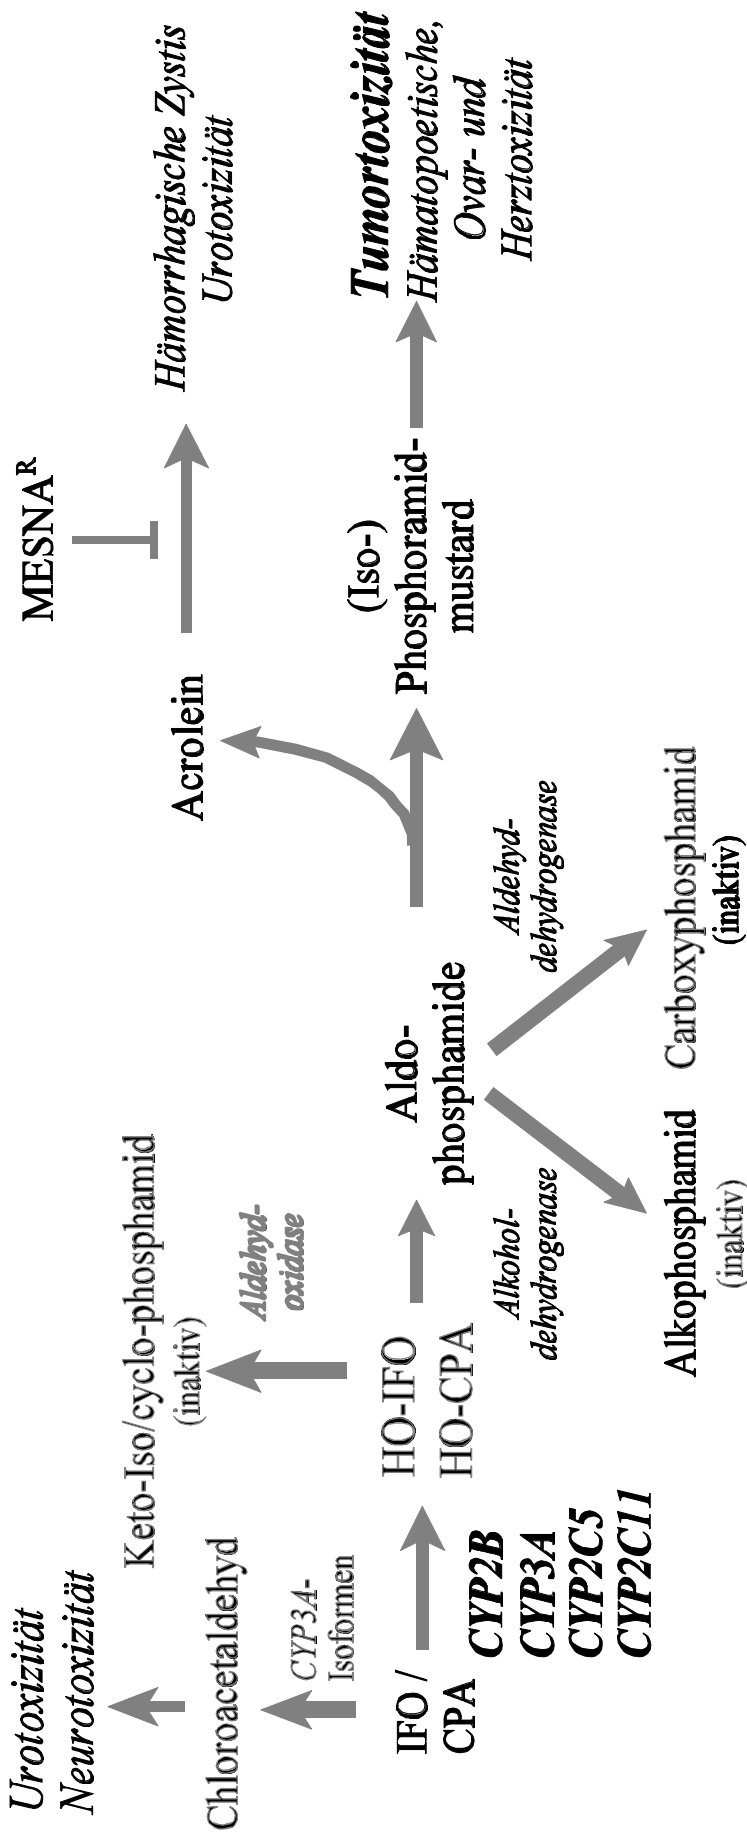 Urotoxizität
Neurotoxizität
Chloroacetaldehyd
CYP3A-
Isoformen
IFO /
CPA
CYP2B
CYP3A
CYP2C5
CYP2C11
Keto-Iso/cyclo-phosphamid
(inaktiv)
Aldehyd-
oxidase
HO-IFO
HO-CPA
Alkohol-
dehydrogenase
Alkophosphamid
(inaktiv)
Aldo-
phosphamide
Aldehyd-
dehydrogenase
Carboxyphosphamid
(inaktiv)
Acrolein
MESNAᴿ
Hämorrhagische Zystis
Urotoxizität
(Iso-)
Phosphoramid-
mustard
Tumortoxizität
Hämatopoetische,
Ovar- und
Herztoxizität